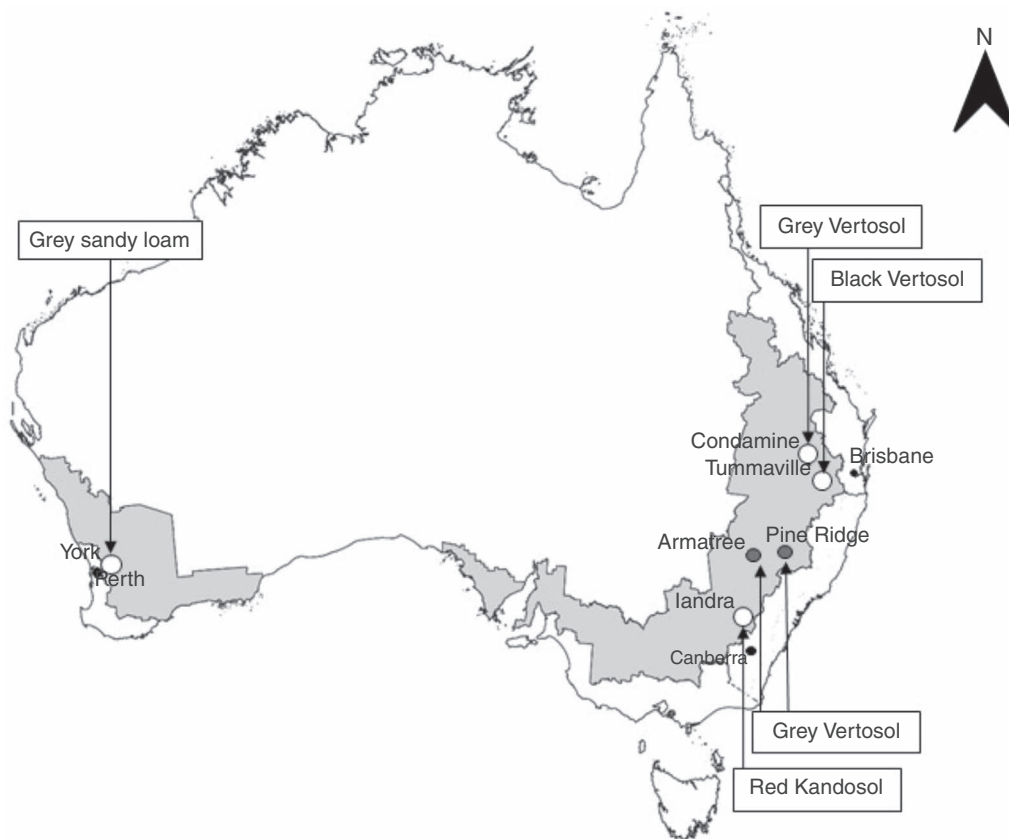 N
Grey sandy loam
Grey Vertosol
Black Vertosol
Condamine
Tummaville
Brisbane
York
Perth
Armatree
Pine Ridge
Iandra
Canberra
Grey Vertosol
Red Kandosol